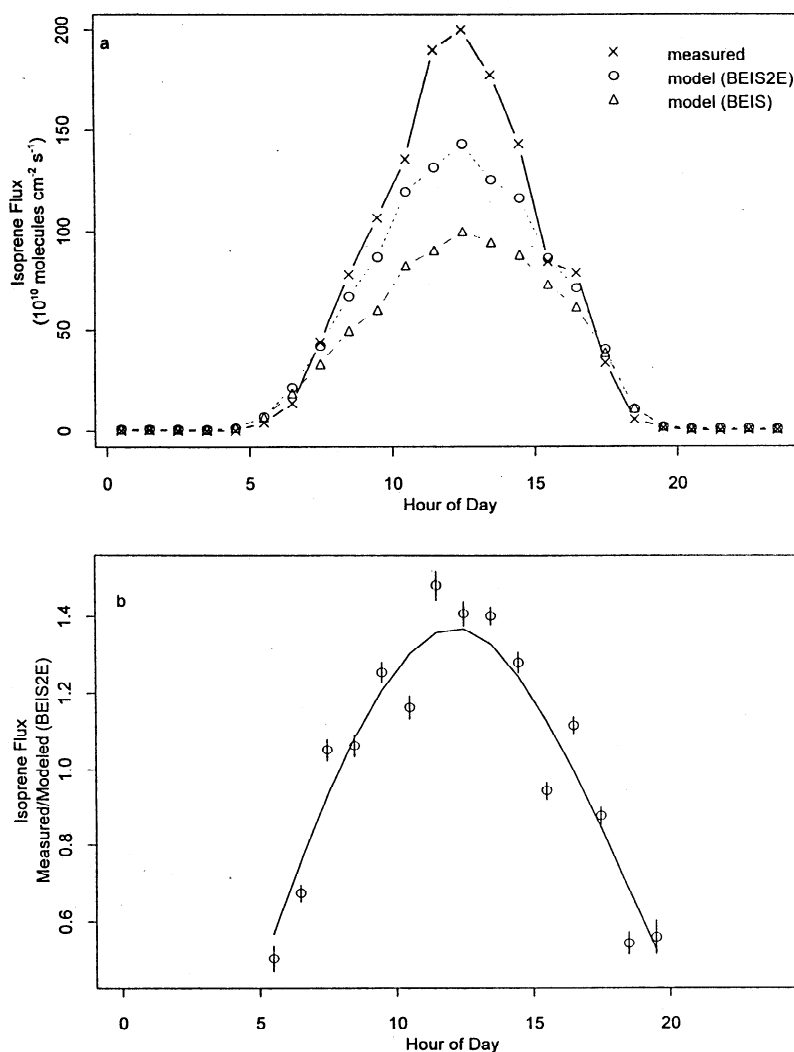 a
200
150
100
50
0
Isoprene Flux
(10¹⁰ molecules cm⁻² s⁻¹)
measured
model (BEIS2E)
model (BEIS)
0 5 10 15 20
Hour of Day
b
1.4
1.2
1.0
0.8
0.6
Isoprene Flux
Measured/Modeled (BEIS2E)
0 5 10 15 20
Hour of Day